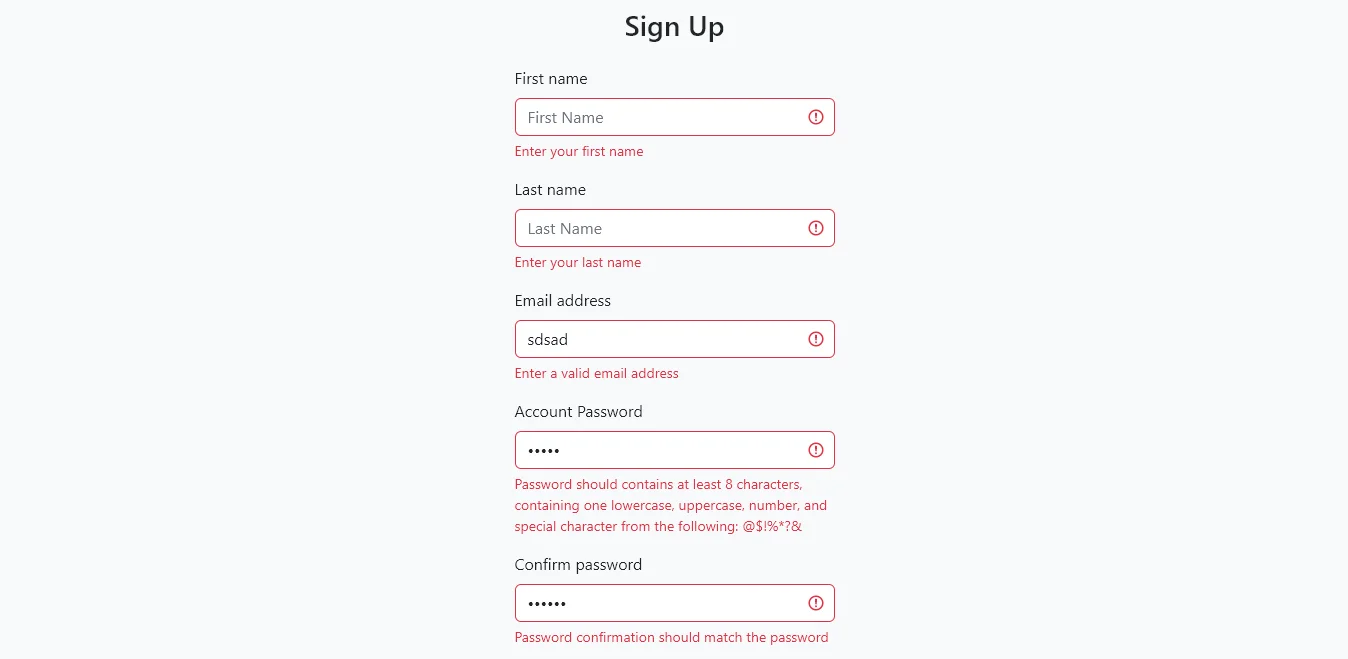 Sign Up
First name
First Name
Enter your first name
Last name
Last Name
Enter your last name
Email address
sdsad
Enter a valid email address
Account Password
•••••
Password should contains at least 8 characters,
containing one lowercase, uppercase, number, and
special character from the following: @$!%*?&
Confirm password
••••••
Password confirmation should match the password